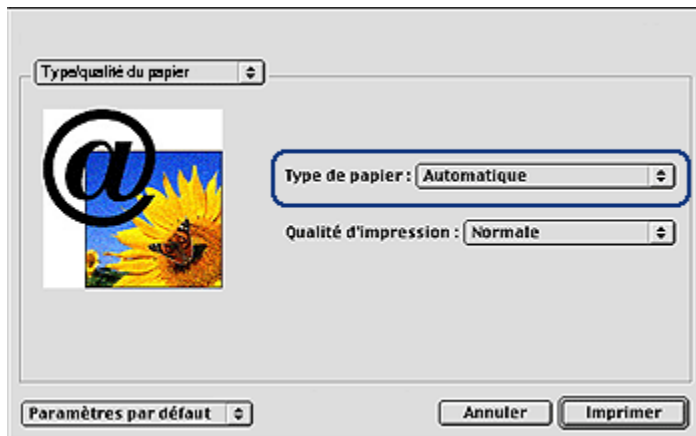 Type/qualité du papier
@
Type de papier : Automatique
Qualité d'impression : Normale
Paramètres par défaut
Annuler
Imprimer